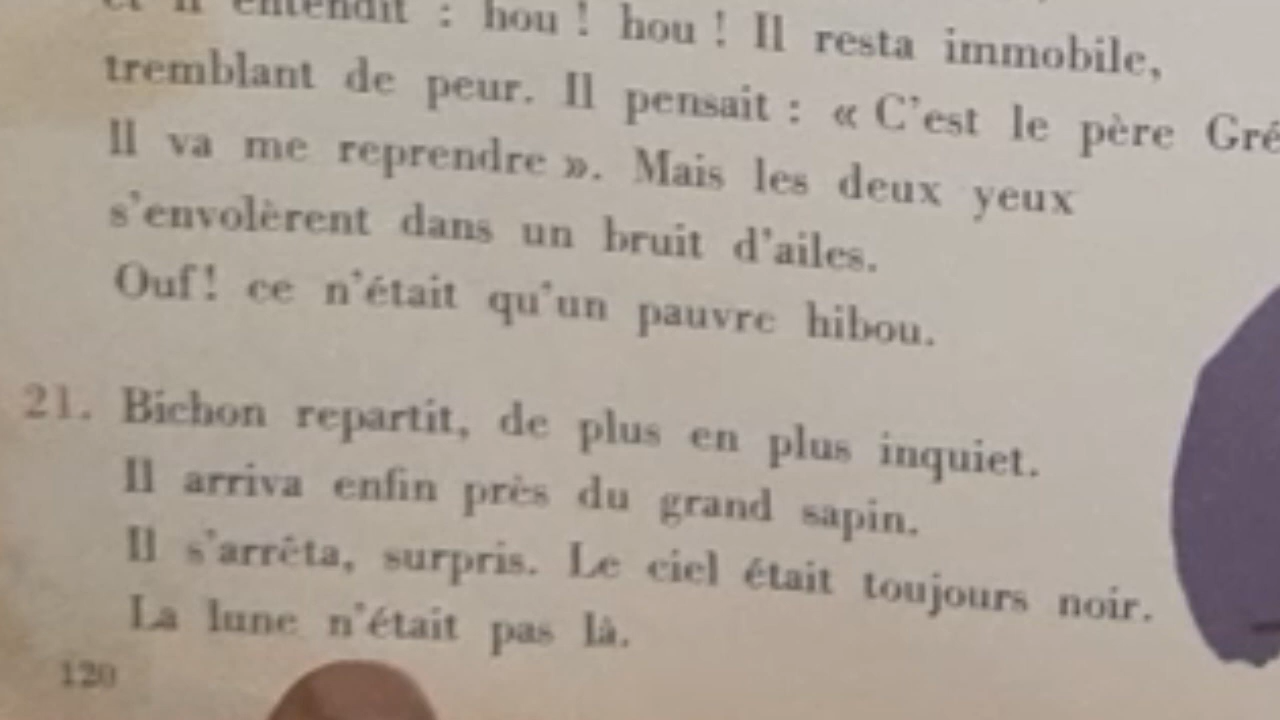 et il entendit : hou ! hou ! Il resta immobile,
tremblant de peur. Il pensait : « C'est le père Gré
Il va me reprendre ». Mais les deux yeux
s'envolèrent dans un bruit d'ailes.
Ouf! ce n'était qu'un pauvre hibou.
21. Bichon repartit, de plus en plus inquiet.
Il arriva enfin près du grand sapin.
Il s'arrêta, surpris. Le ciel était toujours noir.
La lune n'était pas là.
120